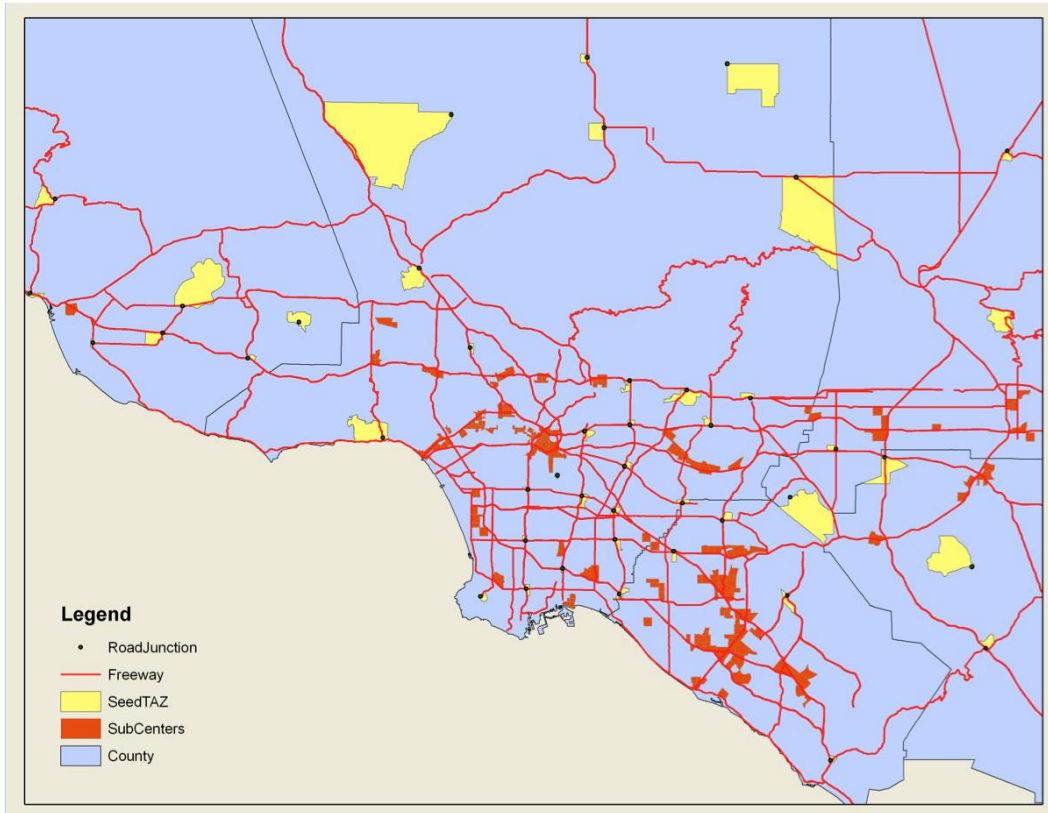 Legend
RoadJunction
Freeway
SeedTAZ
SubCenters
County